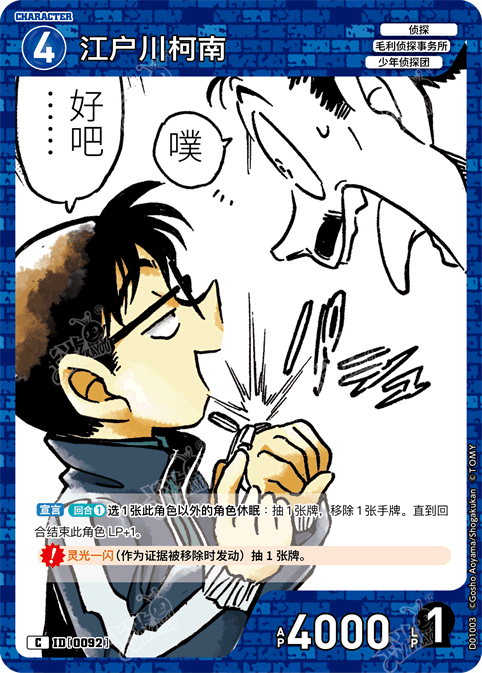 CHARACTER
4
江户川柯南
侦探
毛利侦探事务所
少年侦探团
好吧
……
噗
宣言 回合1 选1张此角色以外的角色休眠：抽1张牌，移除1张手牌。直到回
合结束此角色 LP+1。
灵光一闪(作为证据被移除时发动) 抽 1 张牌。
C ID[0092]
AP 4000 LP 1
D01003 ©Gosho Aoyama/Shogakukan ©TOMY